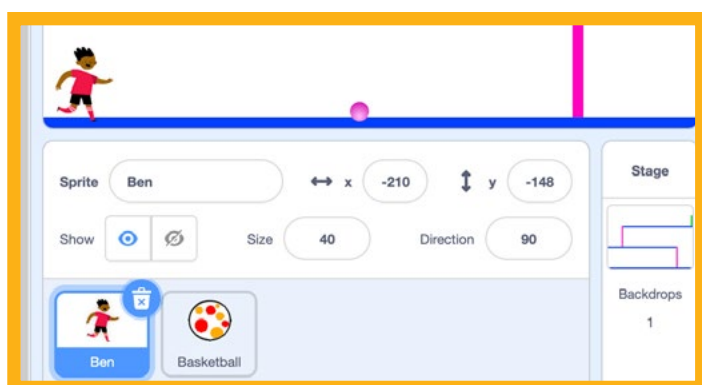 Sprite Ben x -210 y -148
Show Size 40 Direction 90
Ben Basketball
Stage
Backdrops
1